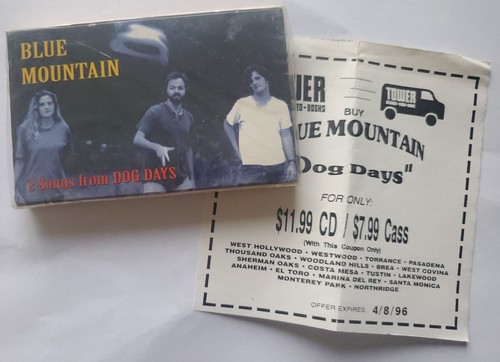 BLUE
MOUNTAIN
2 Songs from DOG DAYS
TOWER
BUY
UE MOUNTAIN
Dog Days"
FOR ONLY:
$11.99 CD / $7.99 Cass
(With This Coupon Only)
WEST HOLLYWOOD • WESTWOOD • TORRANCE • PASADENA
THOUSAND OAKS • WOODLAND HILLS • BREA • WEST COVINA
SHERMAN OAKS • COSTA MESA • TUSTIN • LAKEWOOD
ANAHEIM • EL TORO • MARINA DEL REY • SANTA MONICA
MONTEREY PARK • NORTHRIDGE
OFFER EXPIRES 4/8/96